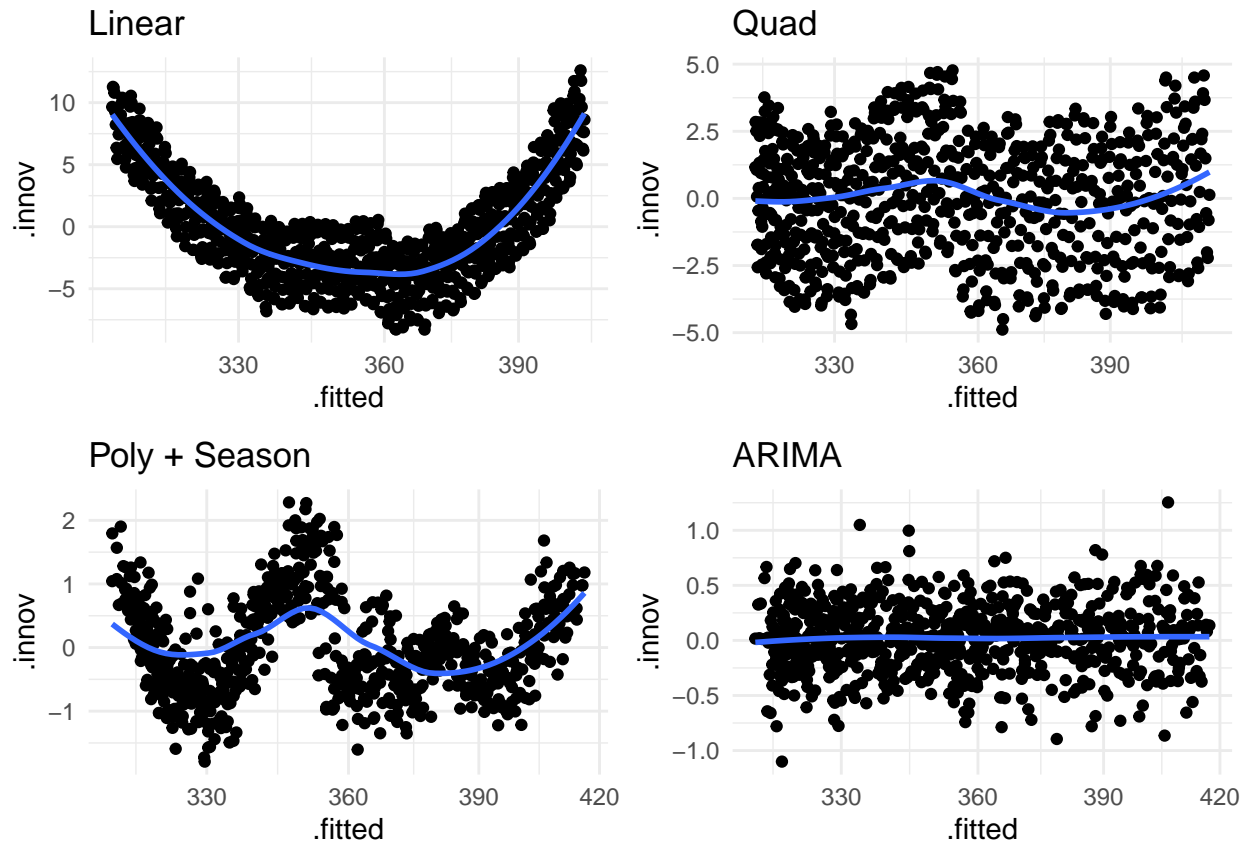 Linear
10
5
0
−5
.innov
330 360 390
.fitted
Quad
5.0
2.5
0.0
−2.5
−5.0
.innov
330 360 390
.fitted
Poly + Season
2
1
0
−1
.innov
330 360 390 420
.fitted
ARIMA
1.0
0.5
0.0
−0.5
−1.0
.innov
330 360 390 420
.fitted